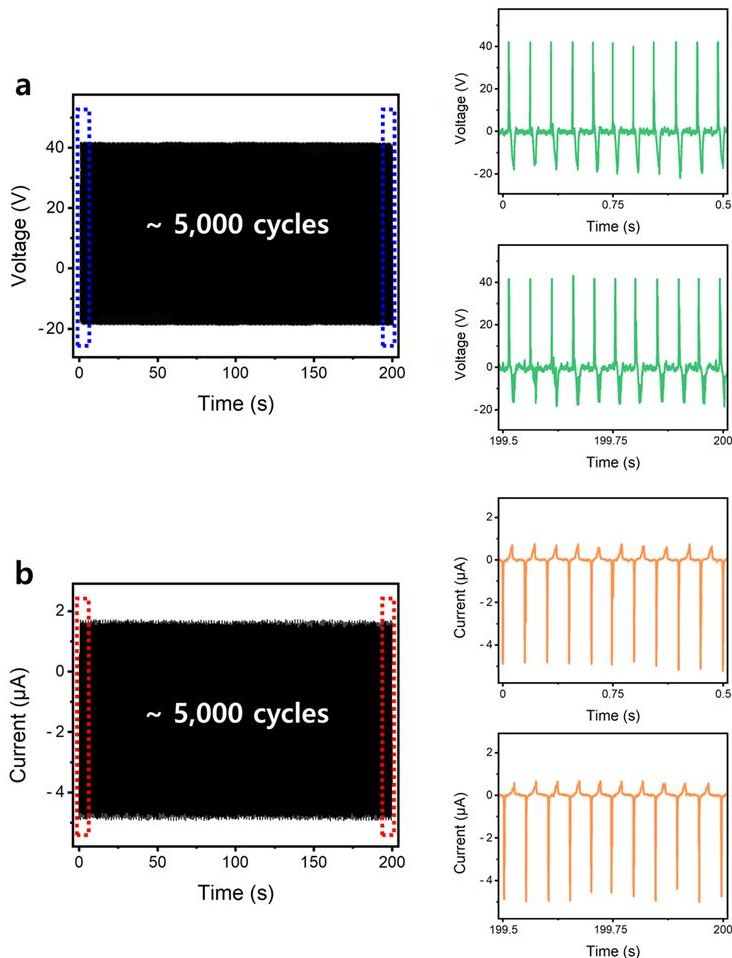 a
Voltage (V)
40
20
0
-20
~ 5,000 cycles
0 50 100 150 200
Time (s)
Voltage (V)
40
20
0
-20
0 0.75 0.5
Time (s)
Voltage (V)
40
20
0
-20
199.5 199.75 200
Time (s)
b
Current (μA)
2
0
- 2
- 4
~ 5,000 cycles
0 50 100 150 200
Time (s)
Current (μA)
2
0
- 2
- 4
0 0.75 0.5
Time (s)
Current (μA)
2
0
- 2
- 4
199.5 199.75 200
Time (s)